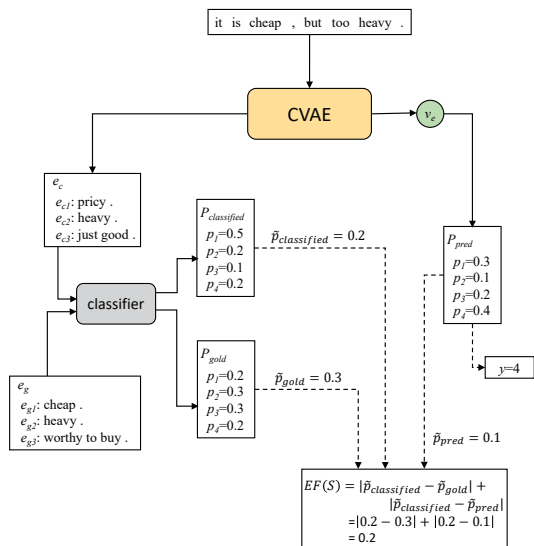 it is cheap , but too heavy .
CVAE
v_e
e_c
e_c1: pricy .
e_c2: heavy .
e_c3: just good .
P_classified
p_1=0.5
p_2=0.2
p_3=0.1
p_4=0.2
p̃_classified = 0.2
P_pred
p_1=0.3
p_2=0.1
p_3=0.2
p_4=0.4
classifier
P_gold
p_1=0.2
p_2=0.3
p_3=0.3
p_4=0.2
p̃_gold = 0.3
y=4
e_g
e_g1: cheap .
e_g2: heavy .
e_g3: worthy to buy .
p̃_pred = 0.1
EF(S) = |p̃_classified − p̃_gold| +
|p̃_classified − p̃_pred|
=|0.2 − 0.3| + |0.2 − 0.1|
= 0.2